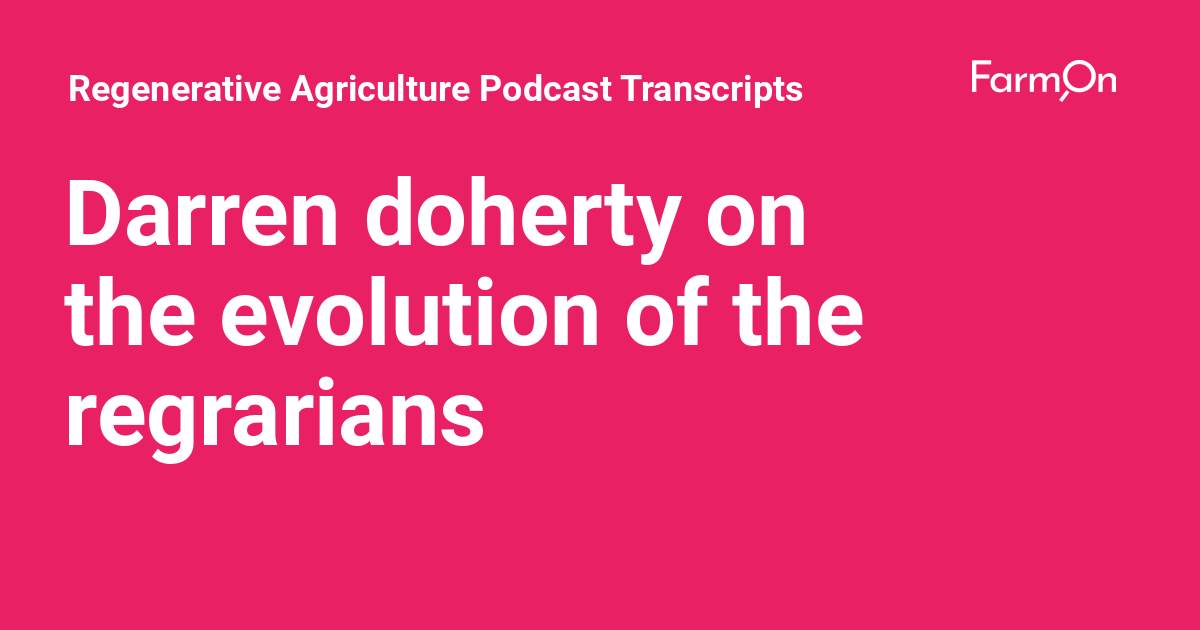 Regenerative Agriculture Podcast Transcripts
FarmOn
Darren doherty on
the evolution of the
regrarians